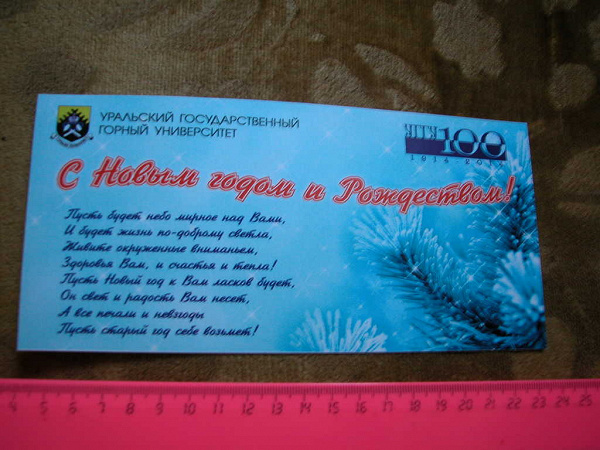 УРАЛЬСКИЙ ГОСУДАРСТВЕННЫЙ
ГОРНЫЙ УНИВЕРСИТЕТ
100
С Новым годом и Рождеством!
Пусть будет небо мирное над Вами,
И будет жизнь по-доброму светла,
Живите окруженные вниманьем,
Здоровья Вам, и счастья и тепла!
Пусть Новый год к Вам ласков будет,
Он свет и радость Вам несет,
А все печали и невзгоды
Пусть старый год себе возьмет!
4 5 6 7 8 9 10 11 12 13 14 15 16 17 18 19 20 21 22 23 24 25